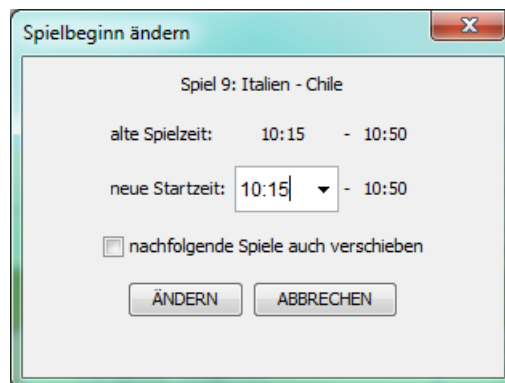 Spielbeginn ändern
Spiel 9: Italien - Chile
alte Spielzeit: 10:15 - 10:50
neue Startzeit: 10:15 - 10:50
nachfolgende Spiele auch verschieben
ÄNDERN ABBRECHEN